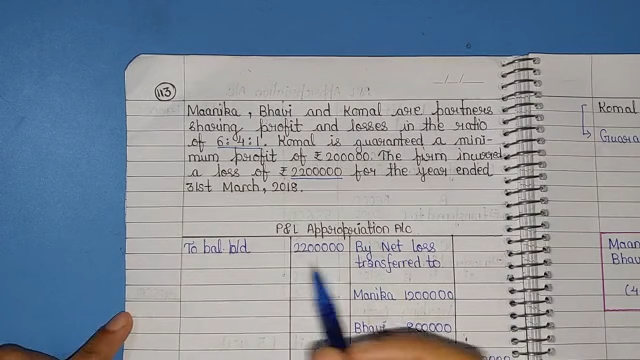 113
Maanika, Bhavi and Komal are partners
sharing profit and losses in the ratio
of 6:4:1. Komal is guaranteed a mini-
mum profit of ₹200000. The firm incurred
a loss of ₹2200000 for the year ended
31st March, 2018.
P&L Appropriation A/c
To bal. b/d 2200000 By Net loss
transferred to
Manika 1200000
Bhavi 800000
Komal
Guara
Maan
Bhav
(4